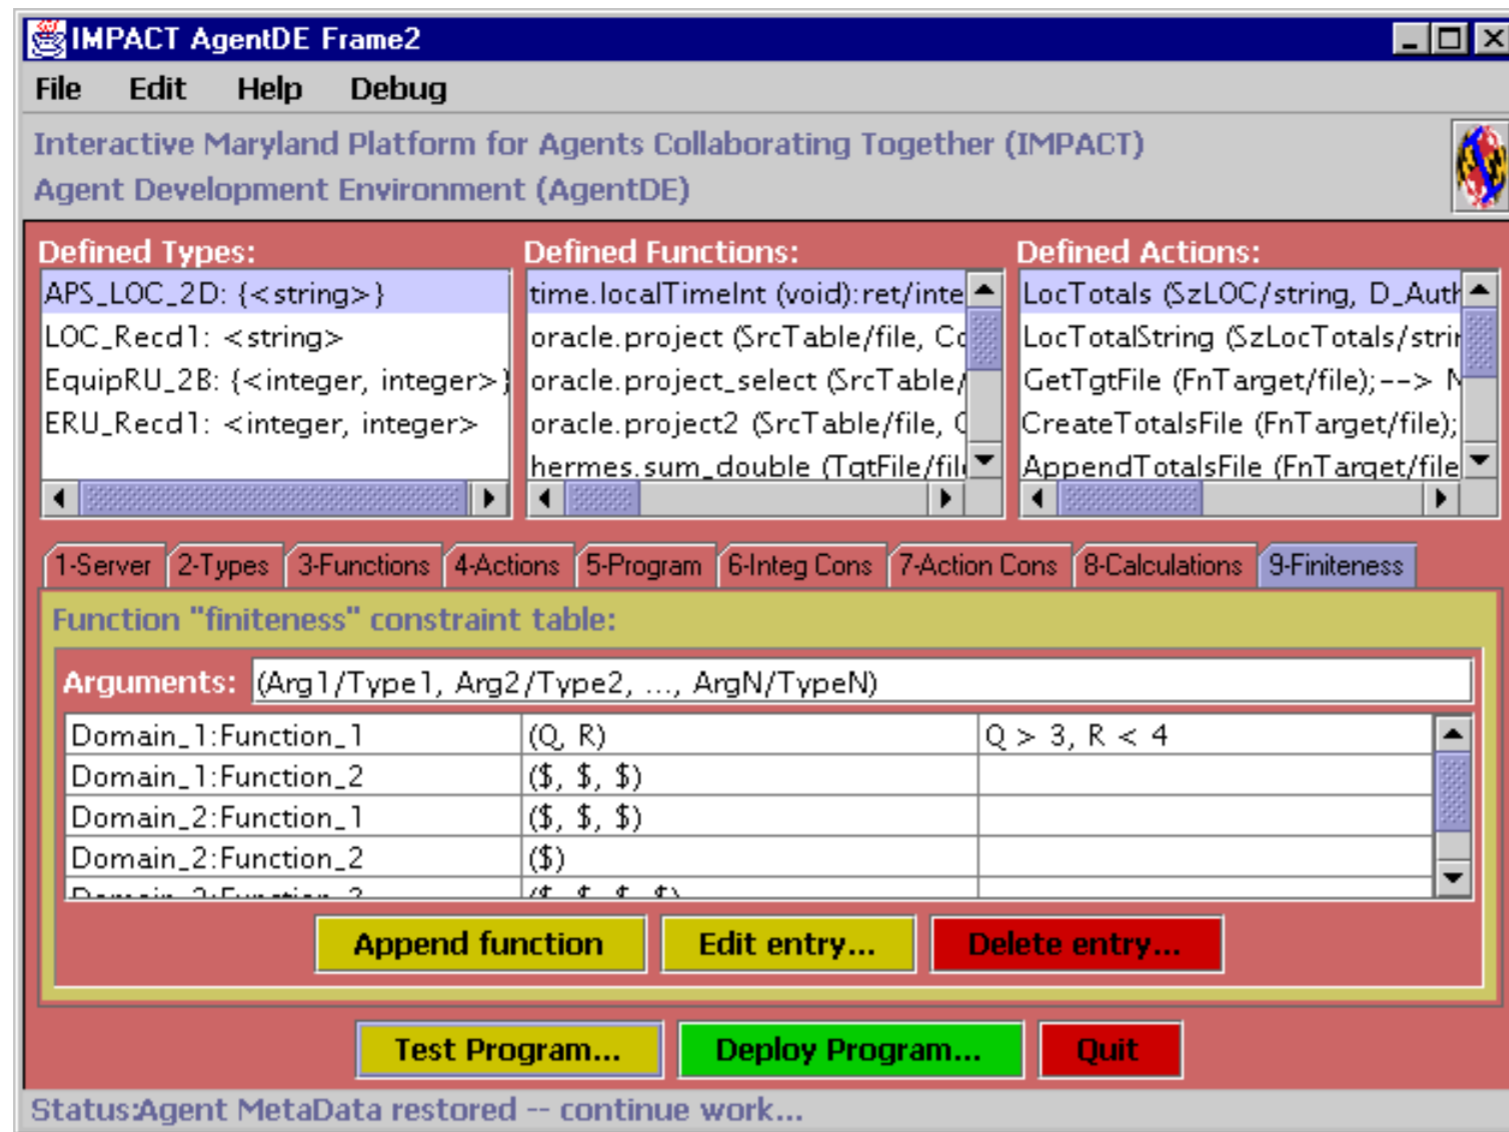 IMPACT AgentDE Frame2
File Edit Help Debug
Interactive Maryland Platform for Agents Collaborating Together (IMPACT)
Agent Development Environment (AgentDE)
Defined Types: Defined Functions: Defined Actions:
APS_LOC_2D: {<string>} time.localTimeInt (void):ret/inte LocTotals (SzLOC/string, D_Auth
LOC_Recd1: <string> oracle.project (SrcTable/file, Co LocTotalString (SzLocTotals/strin
EquipRU_2B: {<integer, integer>} oracle.project_select (SrcTable/ GetTgtFile (FnTarget/file);--> N
ERU_Recd1: <integer, integer> oracle.project2 (SrcTable/file, C CreateTotalsFile (FnTarget/file);
hermes.sum_double (TgtFile/file AppendTotalsFile (FnTarget/file
1-Server 2-Types 3-Functions 4-Actions 5-Program 6-Integ Cons 7-Action Cons 8-Calculations 9-Finiteness
Function "finiteness" constraint table:
Arguments: (Arg1/Type1, Arg2/Type2, ..., ArgN/TypeN)
Domain_1:Function_1 (Q, R) Q > 3, R < 4
Domain_1:Function_2 ($, $, $)
Domain_2:Function_1 ($, $, $)
Domain_2:Function_2 ($)
($, $, $, $)
Append function Edit entry... Delete entry...
Test Program... Deploy Program... Quit
Status:Agent MetaData restored -- continue work...